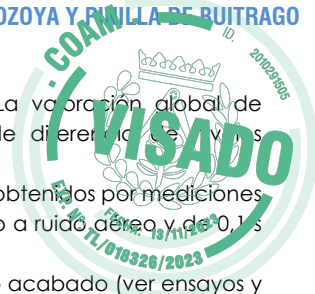 OZOYA Y PINILLA DE BUITRAGO
COAM
ID.
2010291505
La valoración global de
de diferencia de niveles
VISADO
obtenidos por mediciones
o a ruido aéreo y de 0,1 s
EXP. Nº TL/018326/2023
FECHA: 13/11/2023
o acabado (ver ensayos y